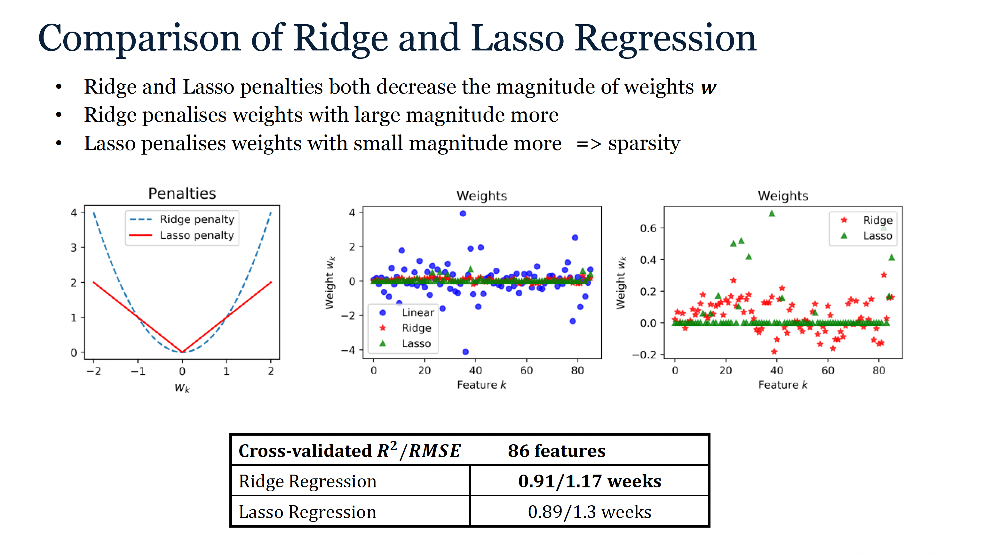 Comparison of Ridge and Lasso Regression
• Ridge and Lasso penalties both decrease the magnitude of weights w
• Ridge penalises weights with large magnitude more
• Lasso penalises weights with small magnitude more => sparsity
Penalties
Ridge penalty
Lasso penalty
4
3
2
1
0
−2 −1 0 1 2
wₖ
Weights
Weight wₖ
4
2
0
−2
−4
Linear
Ridge
Lasso
0 20 40 60 80
Feature k
Weights
Weight wₖ
Ridge
Lasso
0.6
0.4
0.2
0.0
−0.2
0 20 40 60 80
Feature k
Cross-validated R²/RMSE 86 features
Ridge Regression 0.91/1.17 weeks
Lasso Regression 0.89/1.3 weeks